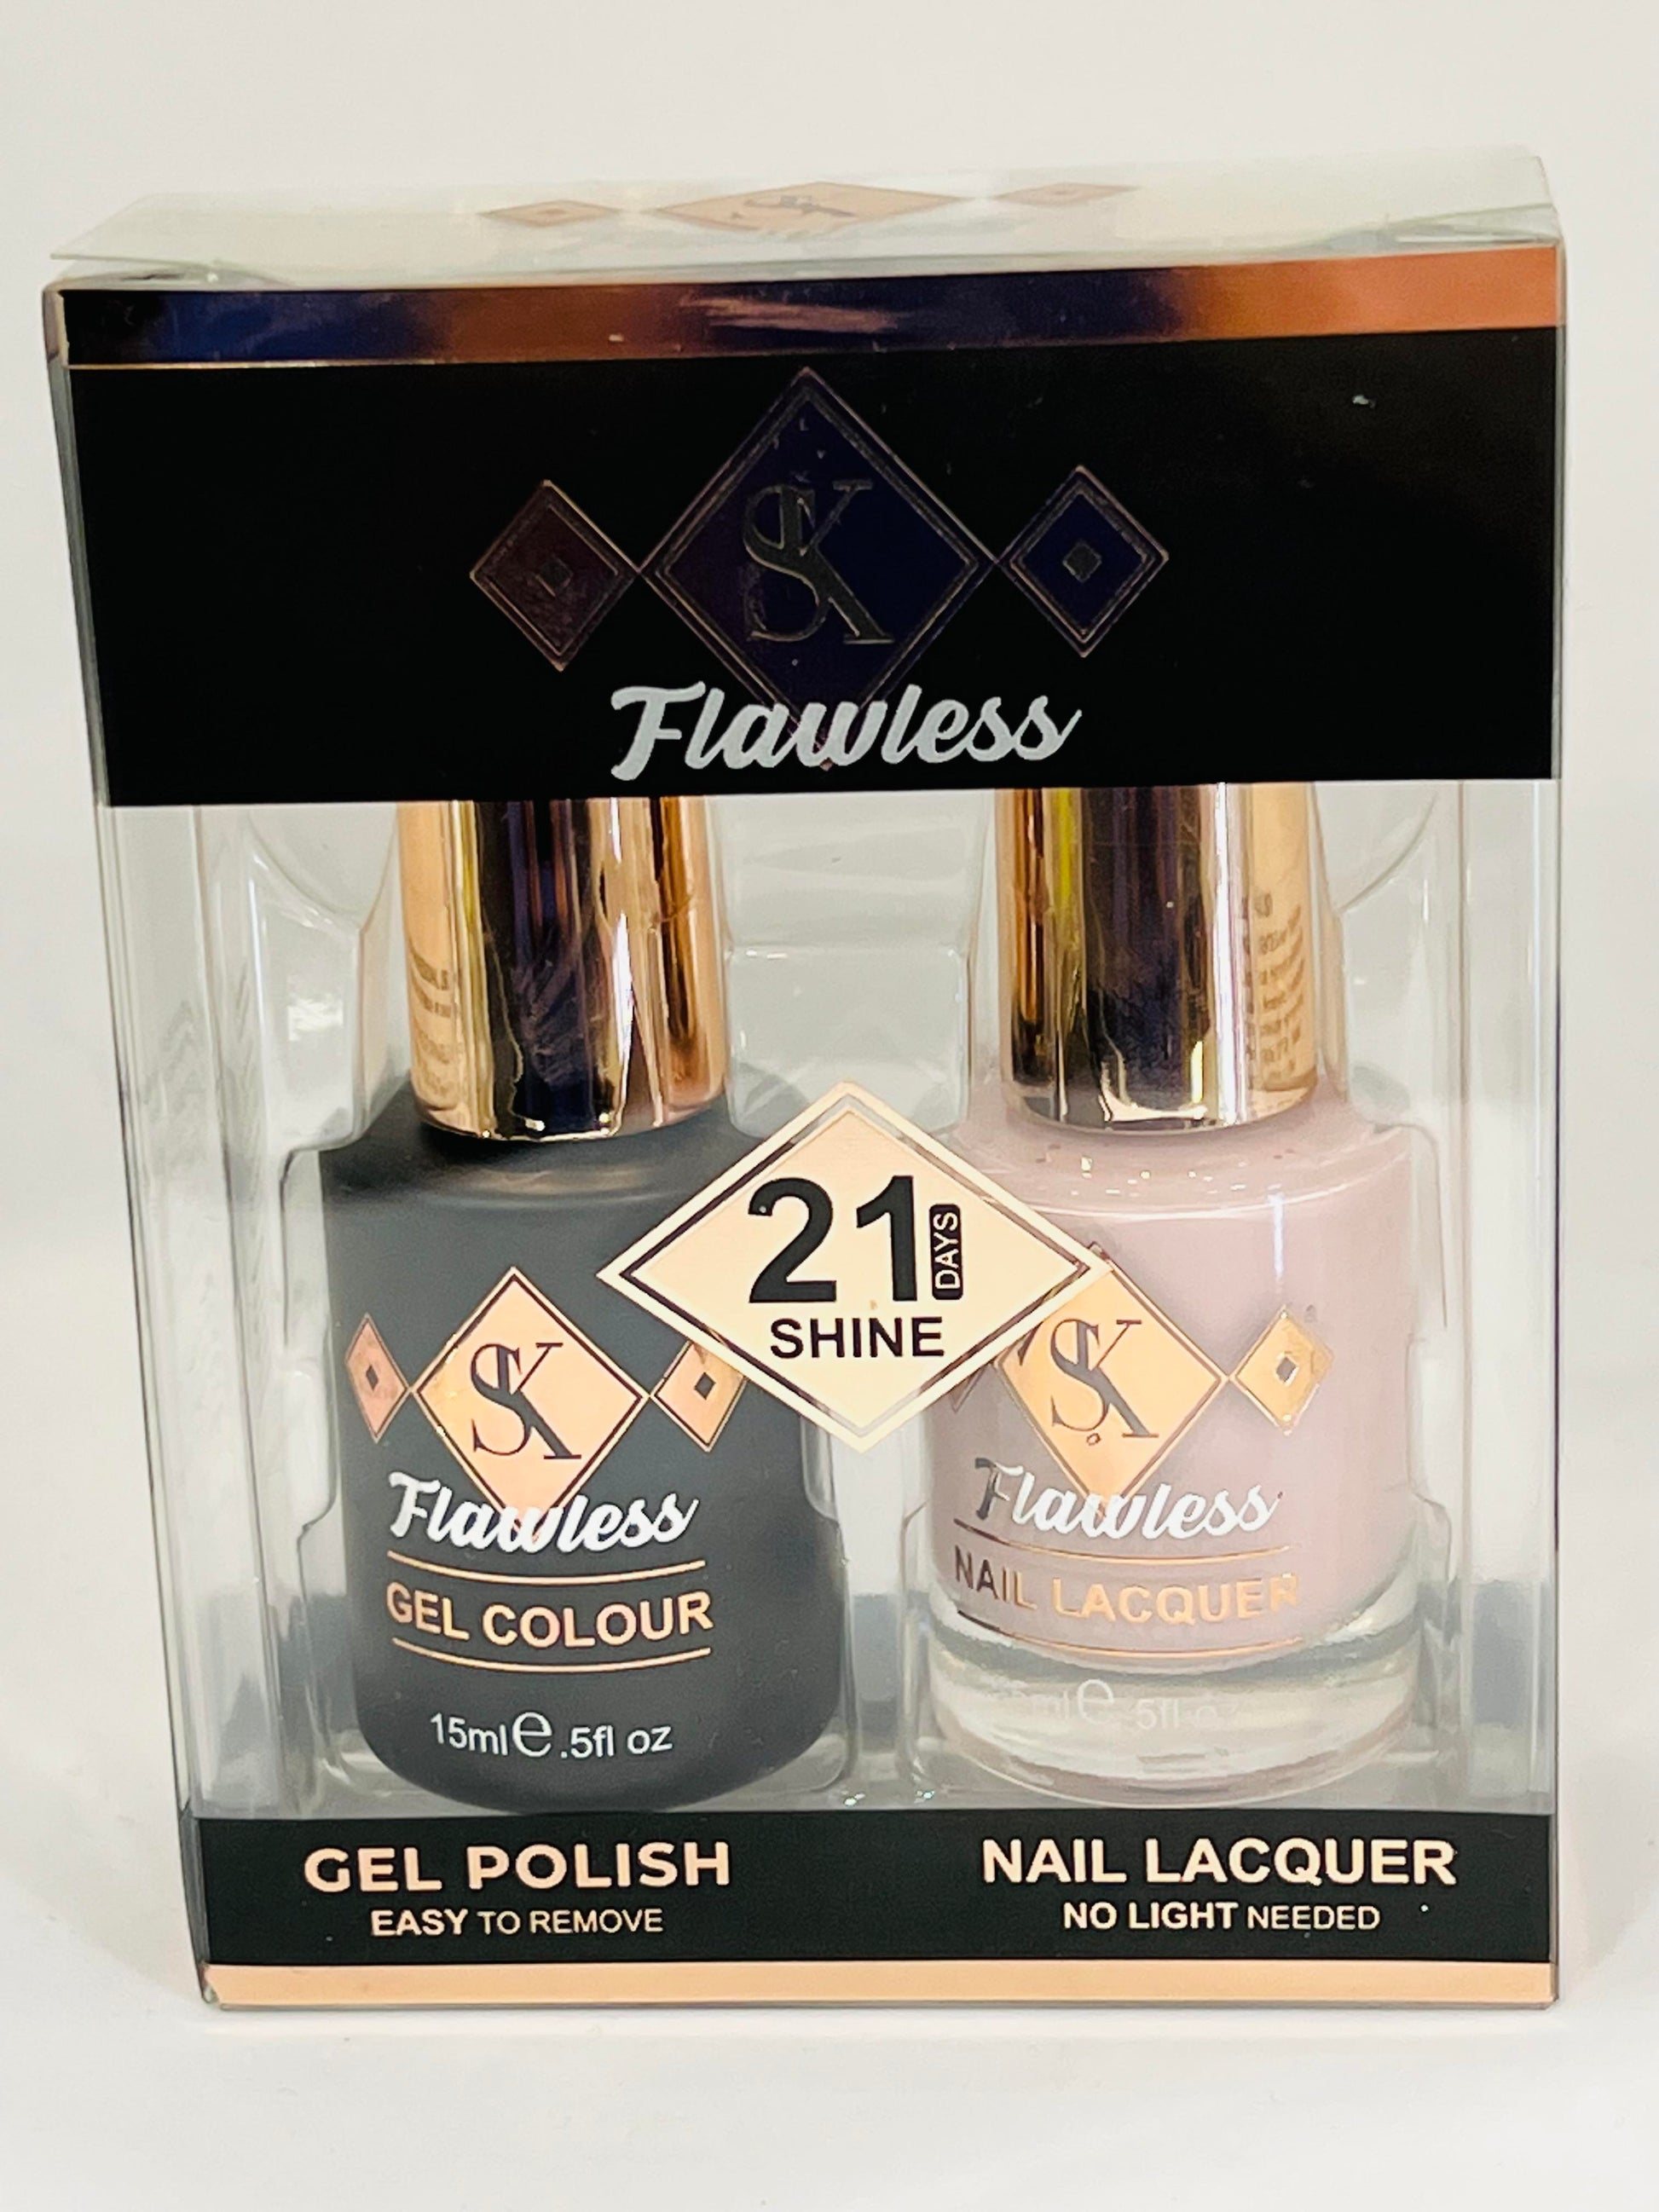 SK
Flawless
21 DAYS
SHINE
SK
Flawless
GEL COLOUR
15ml e .5fl oz
SK
Flawless
NAIL LACQUER
e .5fl
GEL POLISH
EASY TO REMOVE
NAIL LACQUER
NO LIGHT NEEDED